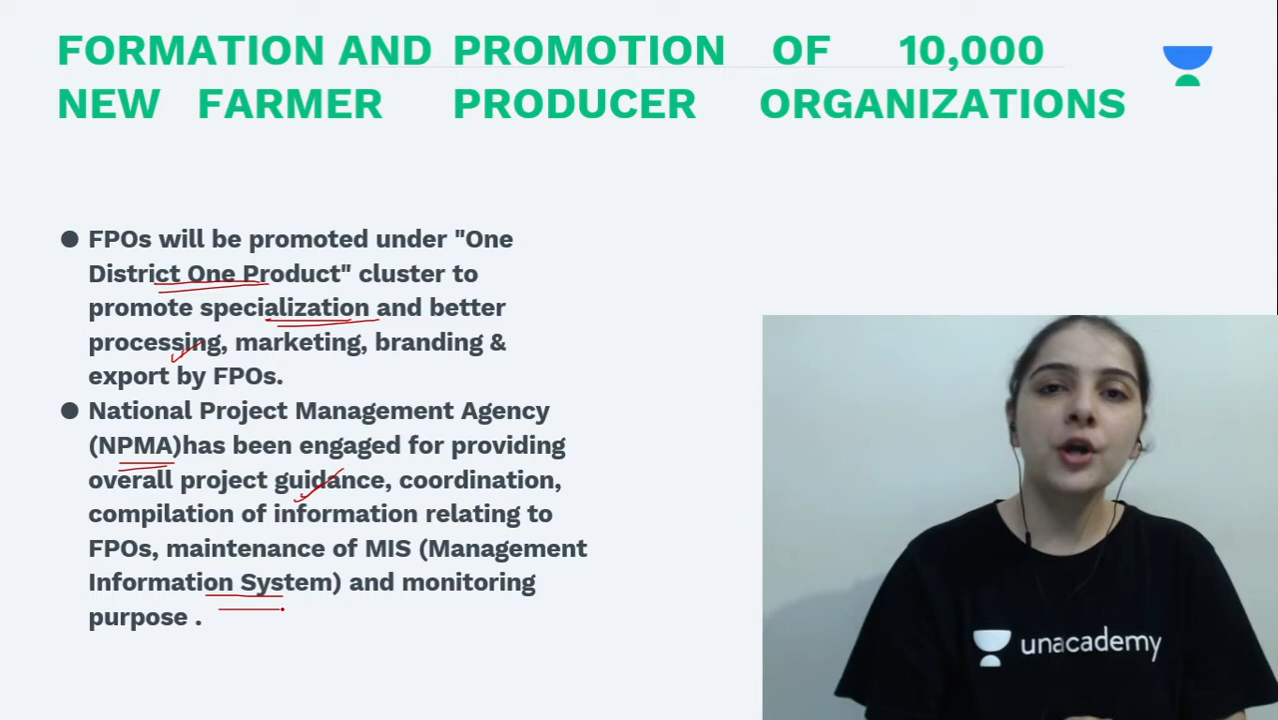 FORMATION AND PROMOTION OF 10,000
NEW FARMER PRODUCER ORGANIZATIONS
● FPOs will be promoted under "One
District One Product" cluster to
promote specialization and better
processing, marketing, branding &
export by FPOs.
● National Project Management Agency
(NPMA)has been engaged for providing
overall project guidance, coordination,
compilation of information relating to
FPOs, maintenance of MIS (Management
Information System) and monitoring
purpose .
unacademy